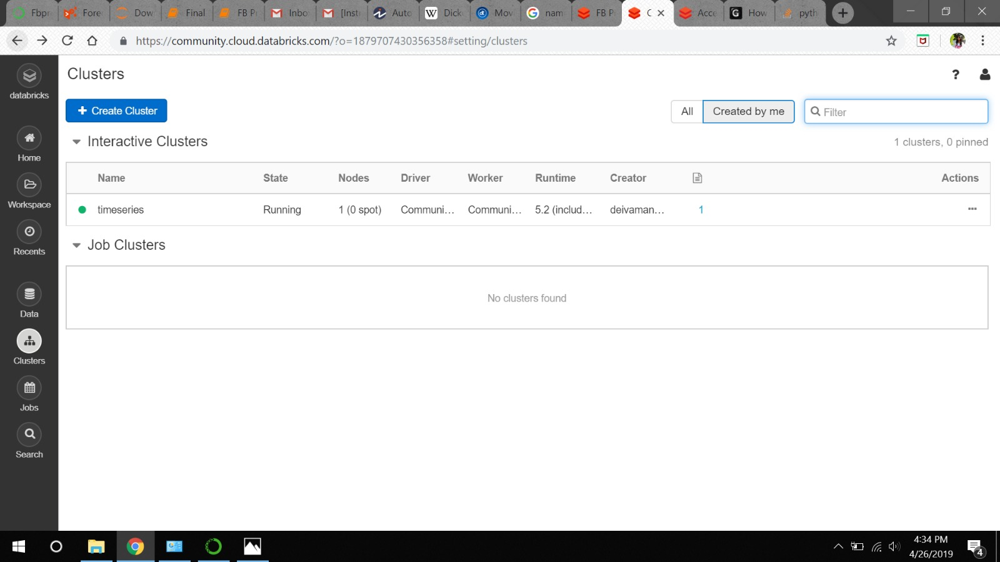 Fbpr Fore Dow Final FB P Inbo [Inst Auto W Dick Mov nam FB P C Acce G How pyth
https://community.cloud.databricks.com/?o=1879707430356358#setting/clusters
databricks
Home
Workspace
Recents
Data
Clusters
Jobs
Search
Clusters
?
+ Create Cluster
All Created by me Filter
Interactive Clusters 1 clusters, 0 pinned
Name State Nodes Driver Worker Runtime Creator Actions
timeseries Running 1 (0 spot) Communi... Communi... 5.2 (includ... deivaman... 1 ...
Job Clusters
No clusters found
4:34 PM
4/26/2019
4